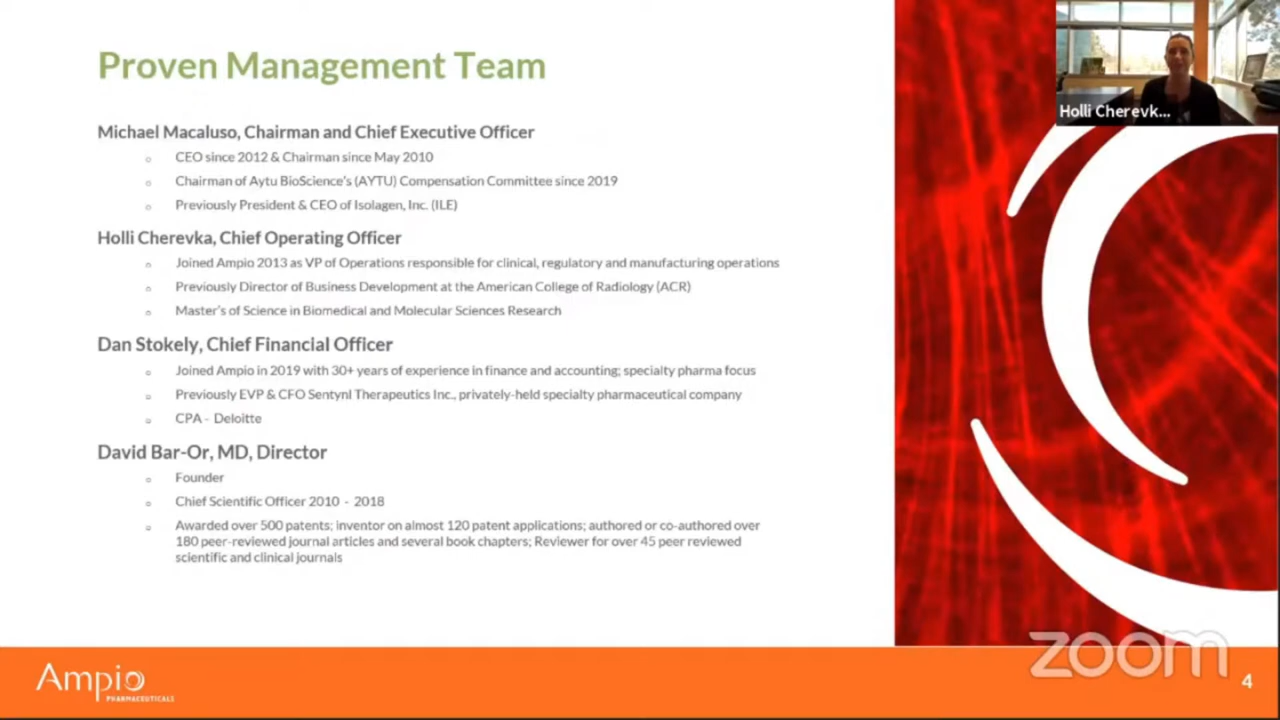 Proven Management Team
Michael Macaluso, Chairman and Chief Executive Officer
CEO since 2012 & Chairman since May 2010
Chairman of Aytu BioScience's (AYTU) Compensation Committee since 2019
Previously President & CEO of Isolagen, Inc. (ILE)
Holli Cherevka, Chief Operating Officer
Joined Ampio 2013 as VP of Operations responsible for clinical, regulatory and manufacturing operations
Previously Director of Business Development at the American College of Radiology (ACR)
Master's of Science in Biomedical and Molecular Sciences Research
Dan Stokely, Chief Financial Officer
Joined Ampio in 2019 with 30+ years of experience in finance and accounting; specialty pharma focus
Previously EVP & CFO Sentynl Therapeutics Inc., privately-held specialty pharmaceutical company
CPA - Deloitte
David Bar-Or, MD, Director
Founder
Chief Scientific Officer 2010 - 2018
Awarded over 500 patents; inventor on almost 120 patent applications; authored or co-authored over
180 peer-reviewed journal articles and several book chapters; Reviewer for over 45 peer reviewed
scientific and clinical journals
Holli Cherevk...
zoom
Ampio
PHARMACEUTICALS
4